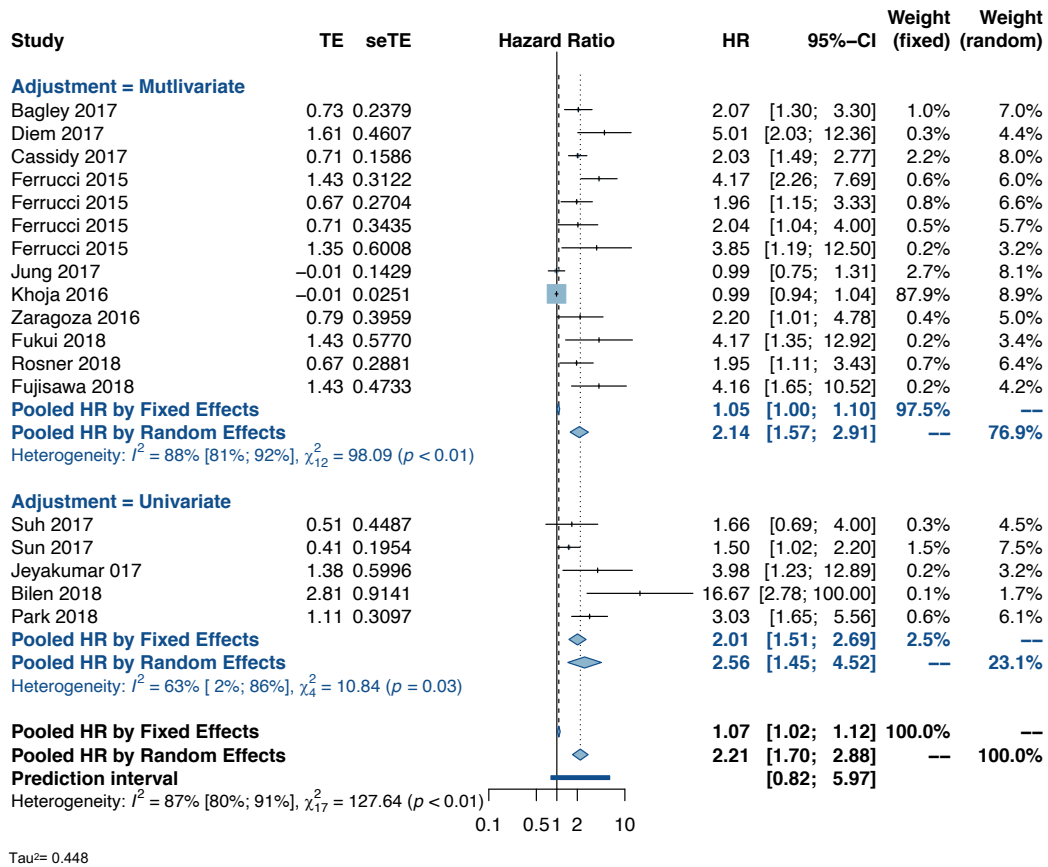 Weight Weight
Study TE seTE Hazard Ratio HR 95%−CI (fixed) (random)
Adjustment = Mutlivariate
Bagley 2017 0.73 0.2379 2.07 [1.30; 3.30] 1.0% 7.0%
Diem 2017 1.61 0.4607 5.01 [2.03; 12.36] 0.3% 4.4%
Cassidy 2017 0.71 0.1586 2.03 [1.49; 2.77] 2.2% 8.0%
Ferrucci 2015 1.43 0.3122 4.17 [2.26; 7.69] 0.6% 6.0%
Ferrucci 2015 0.67 0.2704 1.96 [1.15; 3.33] 0.8% 6.6%
Ferrucci 2015 0.71 0.3435 2.04 [1.04; 4.00] 0.5% 5.7%
Ferrucci 2015 1.35 0.6008 3.85 [1.19; 12.50] 0.2% 3.2%
Jung 2017 −0.01 0.1429 0.99 [0.75; 1.31] 2.7% 8.1%
Khoja 2016 −0.01 0.0251 0.99 [0.94; 1.04] 87.9% 8.9%
Zaragoza 2016 0.79 0.3959 2.20 [1.01; 4.78] 0.4% 5.0%
Fukui 2018 1.43 0.5770 4.17 [1.35; 12.92] 0.2% 3.4%
Rosner 2018 0.67 0.2881 1.95 [1.11; 3.43] 0.7% 6.4%
Fujisawa 2018 1.43 0.4733 4.16 [1.65; 10.52] 0.2% 4.2%
Pooled HR by Fixed Effects 1.05 [1.00; 1.10] 97.5% −−
Pooled HR by Random Effects 2.14 [1.57; 2.91] −− 76.9%
Heterogeneity: I² = 88% [81%; 92%], χ²₁₂ = 98.09 (p < 0.01)
Adjustment = Univariate
Suh 2017 0.51 0.4487 1.66 [0.69; 4.00] 0.3% 4.5%
Sun 2017 0.41 0.1954 1.50 [1.02; 2.20] 1.5% 7.5%
Jeyakumar 017 1.38 0.5996 3.98 [1.23; 12.89] 0.2% 3.2%
Bilen 2018 2.81 0.9141 16.67 [2.78; 100.00] 0.1% 1.7%
Park 2018 1.11 0.3097 3.03 [1.65; 5.56] 0.6% 6.1%
Pooled HR by Fixed Effects 2.01 [1.51; 2.69] 2.5% −−
Pooled HR by Random Effects 2.56 [1.45; 4.52] −− 23.1%
Heterogeneity: I² = 63% [ 2%; 86%], χ²₄ = 10.84 (p = 0.03)
Pooled HR by Fixed Effects 1.07 [1.02; 1.12] 100.0% −−
Pooled HR by Random Effects 2.21 [1.70; 2.88] −− 100.0%
Prediction interval [0.82; 5.97]
Heterogeneity: I² = 87% [80%; 91%], χ²₁₇ = 127.64 (p < 0.01)
0.1 0.5 1 2 10
Tau²= 0.448